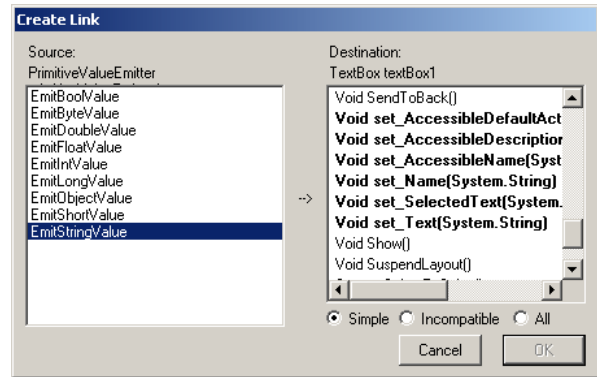 Create Link
Source:
PrimitiveValueEmitter
EmitBoolValue
EmitByteValue
EmitDoubleValue
EmitFloatValue
EmitIntValue
EmitLongValue
EmitObjectValue
EmitShortValue
EmitStringValue
-->
Destination:
TextBox textBox1
Void SendToBack()
Void set_AccessibleDefaultAct
Void set_AccessibleDescription
Void set_AccessibleName(Syst
Void set_Name(System.String)
Void set_SelectedText(System.
Void set_Text(System.String)
Void Show()
Void SuspendLayout()
Simple Incompatible All
Cancel OK